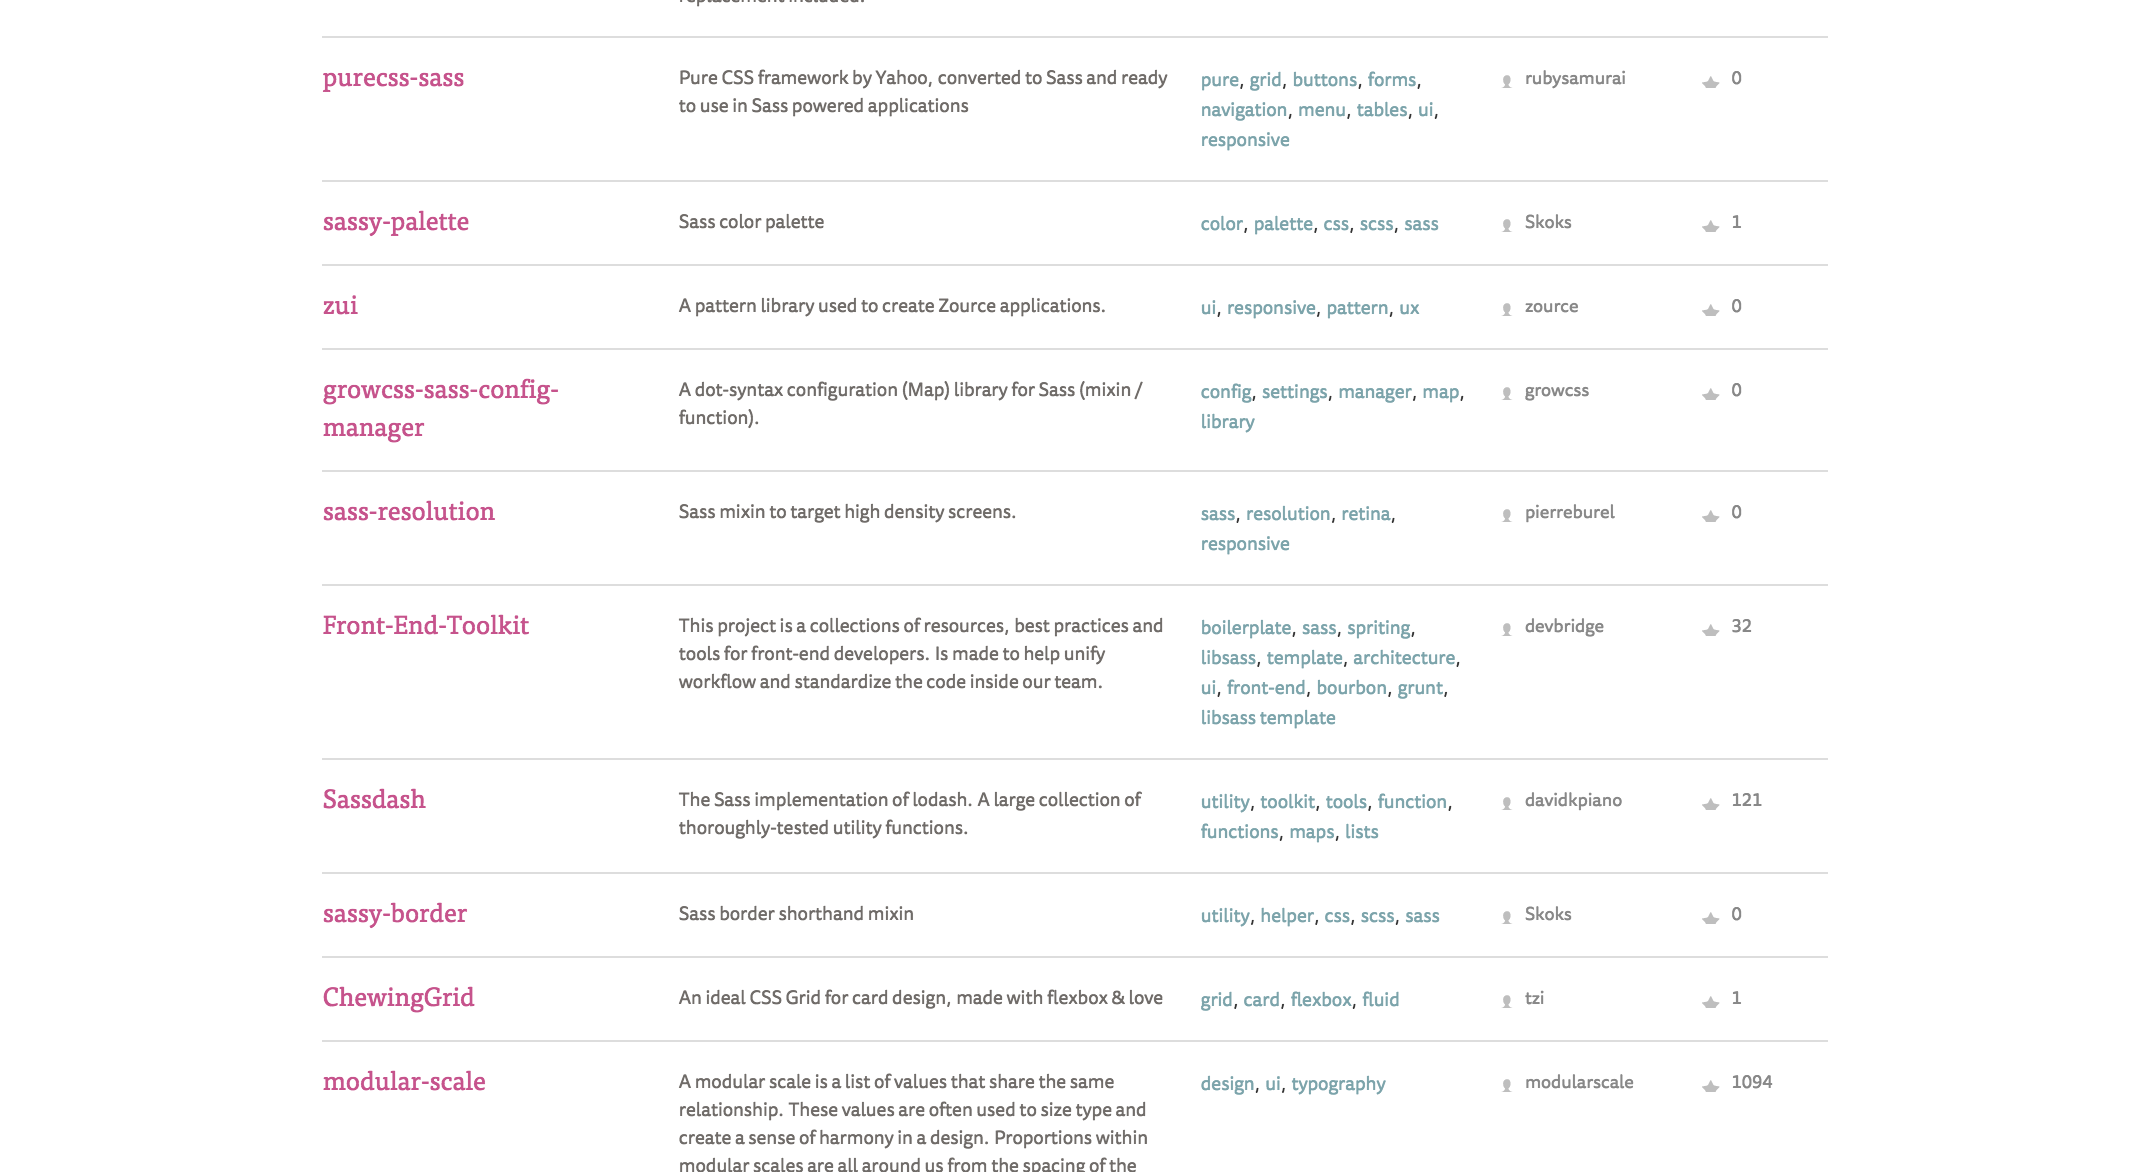 replacement included.
purecss-sass
Pure CSS framework by Yahoo, converted to Sass and ready
to use in Sass powered applications
pure, grid, buttons, forms,
navigation, menu, tables, ui,
responsive
rubysamurai
0
sassy-palette
Sass color palette
color, palette, css, scss, sass
Skoks
1
zui
A pattern library used to create Zource applications.
ui, responsive, pattern, ux
zource
0
growcss-sass-config-
manager
A dot-syntax configuration (Map) library for Sass (mixin /
function).
config, settings, manager, map,
library
growcss
0
sass-resolution
Sass mixin to target high density screens.
sass, resolution, retina,
responsive
pierreburel
0
Front-End-Toolkit
This project is a collections of resources, best practices and
tools for front-end developers. Is made to help unify
workflow and standardize the code inside our team.
boilerplate, sass, spriting,
libsass, template, architecture,
ui, front-end, bourbon, grunt,
libsass template
devbridge
32
Sassdash
The Sass implementation of lodash. A large collection of
thoroughly-tested utility functions.
utility, toolkit, tools, function,
functions, maps, lists
davidkpiano
121
sassy-border
Sass border shorthand mixin
utility, helper, css, scss, sass
Skoks
0
ChewingGrid
An ideal CSS Grid for card design, made with flexbox & love
grid, card, flexbox, fluid
tzi
1
modular-scale
A modular scale is a list of values that share the same
relationship. These values are often used to size type and
create a sense of harmony in a design. Proportions within
modular scales are all around us from the spacing of the
design, ui, typography
modularscale
1094